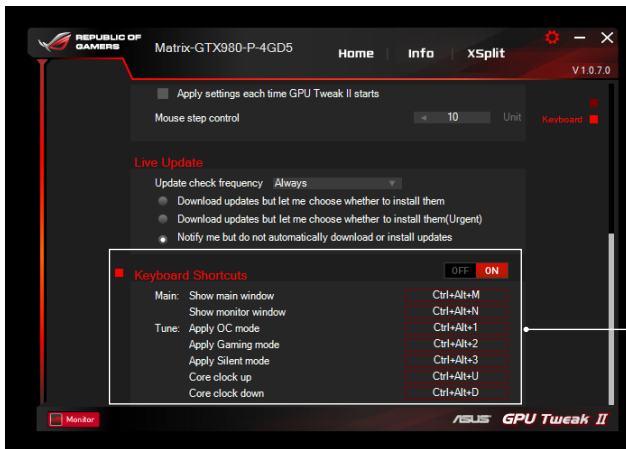 REPUBLIC OF
GAMERS
Matrix-GTX980-P-4GD5
Home
Info
XSplit
V 1.0.7.0
Apply settings each time GPU Tweak II starts
Mouse step control 10 Unit
Keyboard
Live Update
Update check frequency Always
Download updates but let me choose whether to install them
Download updates but let me choose whether to install them(Urgent)
Notify me but do not automatically download or install updates
Keyboard Shortcuts OFF ON
Main: Show main window Ctrl+Alt+M
Show monitor window Ctrl+Alt+N
Tune: Apply OC mode Ctrl+Alt+1
Apply Gaming mode Ctrl+Alt+2
Apply Silent mode Ctrl+Alt+3
Core clock up Ctrl+Alt+U
Core clock down Ctrl+Alt+D
Monitor
ASUS GPU Tweak II